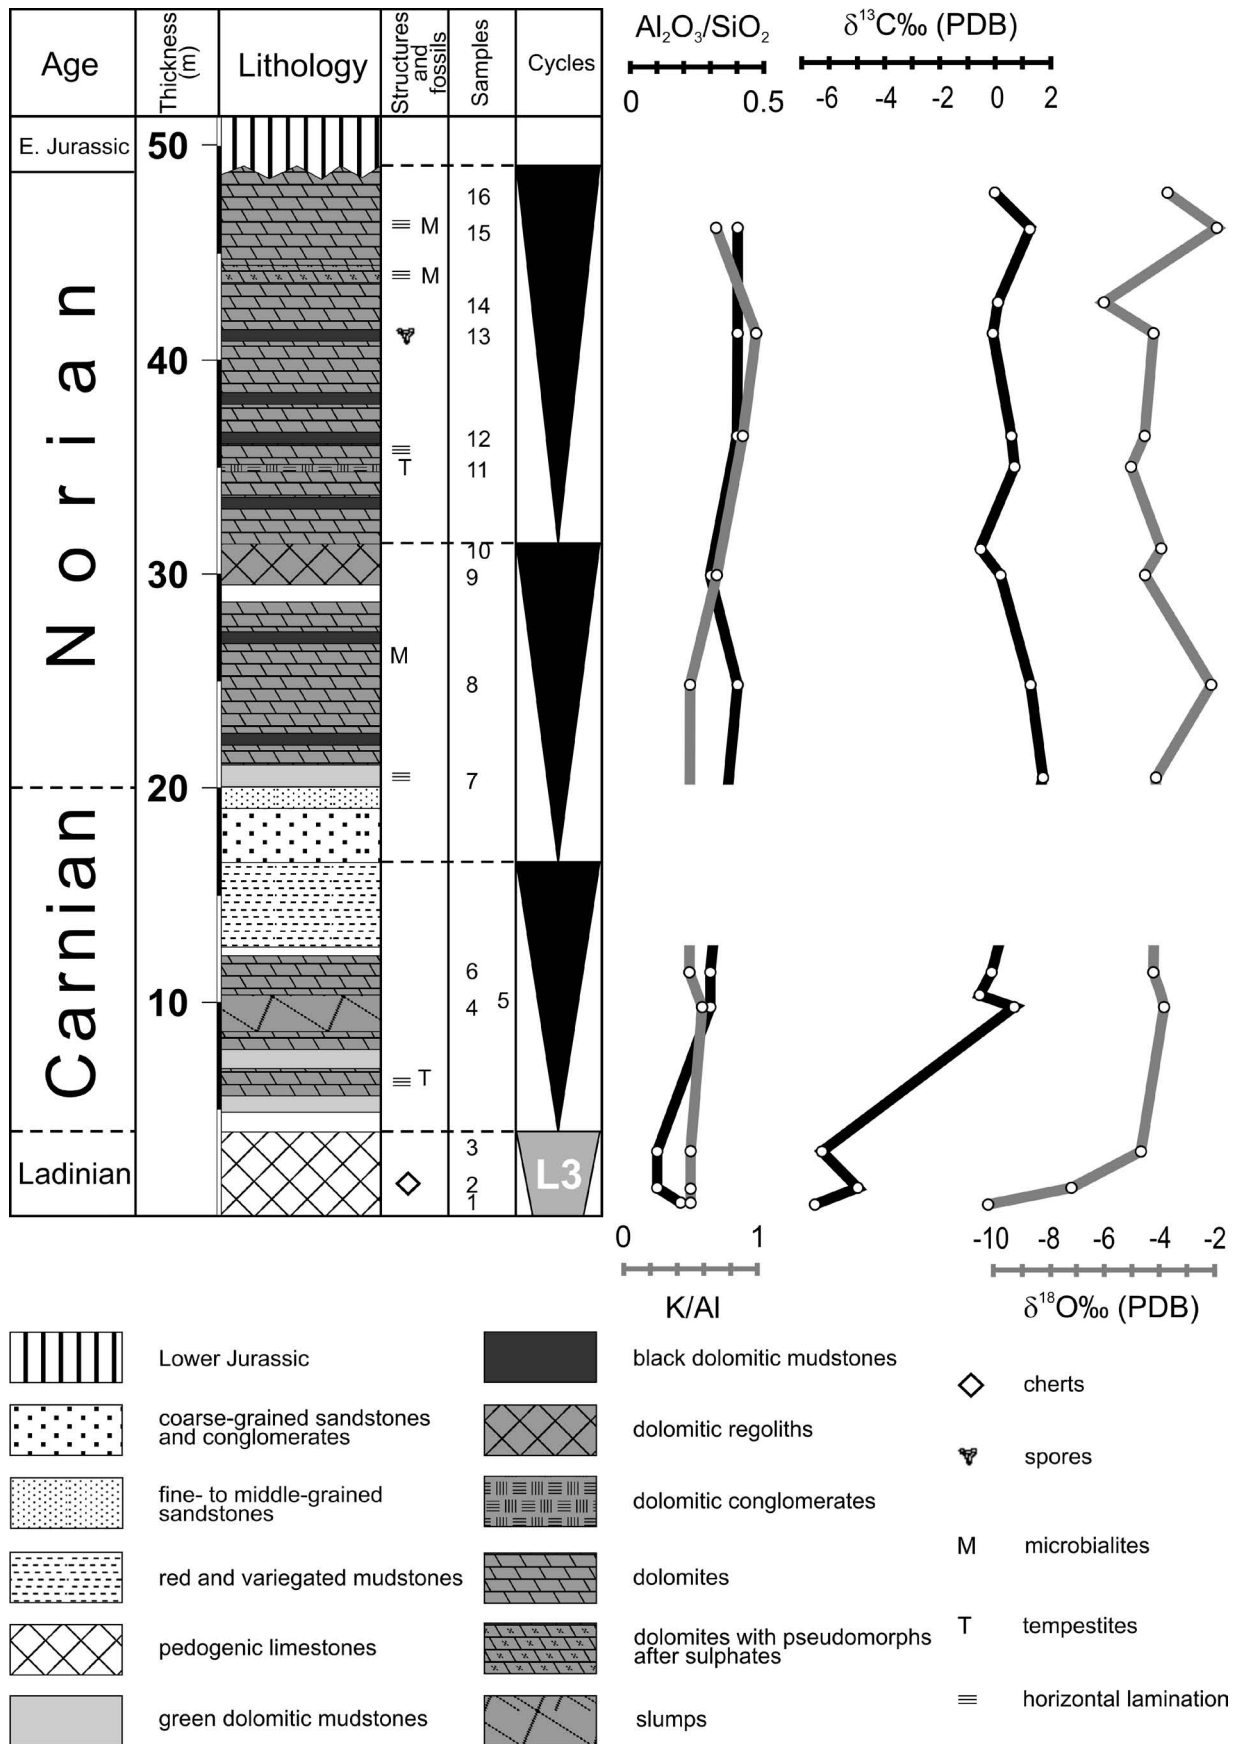 Age
Thickness
(m)
Lithology
Structures
and
fossils
Samples
Cycles
Al₂O₃/SiO₂
0
0.5
δ¹³C‰ (PDB)
-6
-4
-2
0
2
E. Jurassic
Norian
Carnian
Ladinian
50
40
30
20
10
M
M
T
M
T
16
15
14
13
12
11
10
9
8
7
6
5
4
3
2
1
L3
0
1
K/Al
-10
-8
-6
-4
-2
δ¹⁸O‰ (PDB)
Lower Jurassic
coarse-grained sandstones
and conglomerates
fine- to middle-grained
sandstones
red and variegated mudstones
pedogenic limestones
green dolomitic mudstones
black dolomitic mudstones
dolomitic regoliths
dolomitic conglomerates
dolomites
dolomites with pseudomorphs
after sulphates
slumps
cherts
spores
M microbialites
T tempestites
horizontal lamination